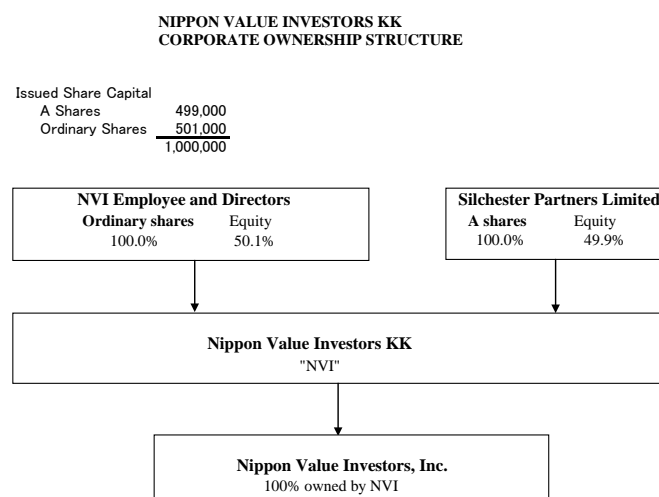 NIPPON VALUE INVESTORS KK
CORPORATE OWNERSHIP STRUCTURE
Issued Share Capital
A Shares 499,000
Ordinary Shares 501,000
1,000,000
NVI Employee and Directors
Ordinary shares Equity
100.0% 50.1%
Silchester Partners Limited
A shares Equity
100.0% 49.9%
Nippon Value Investors KK
"NVI"
Nippon Value Investors, Inc.
100% owned by NVI